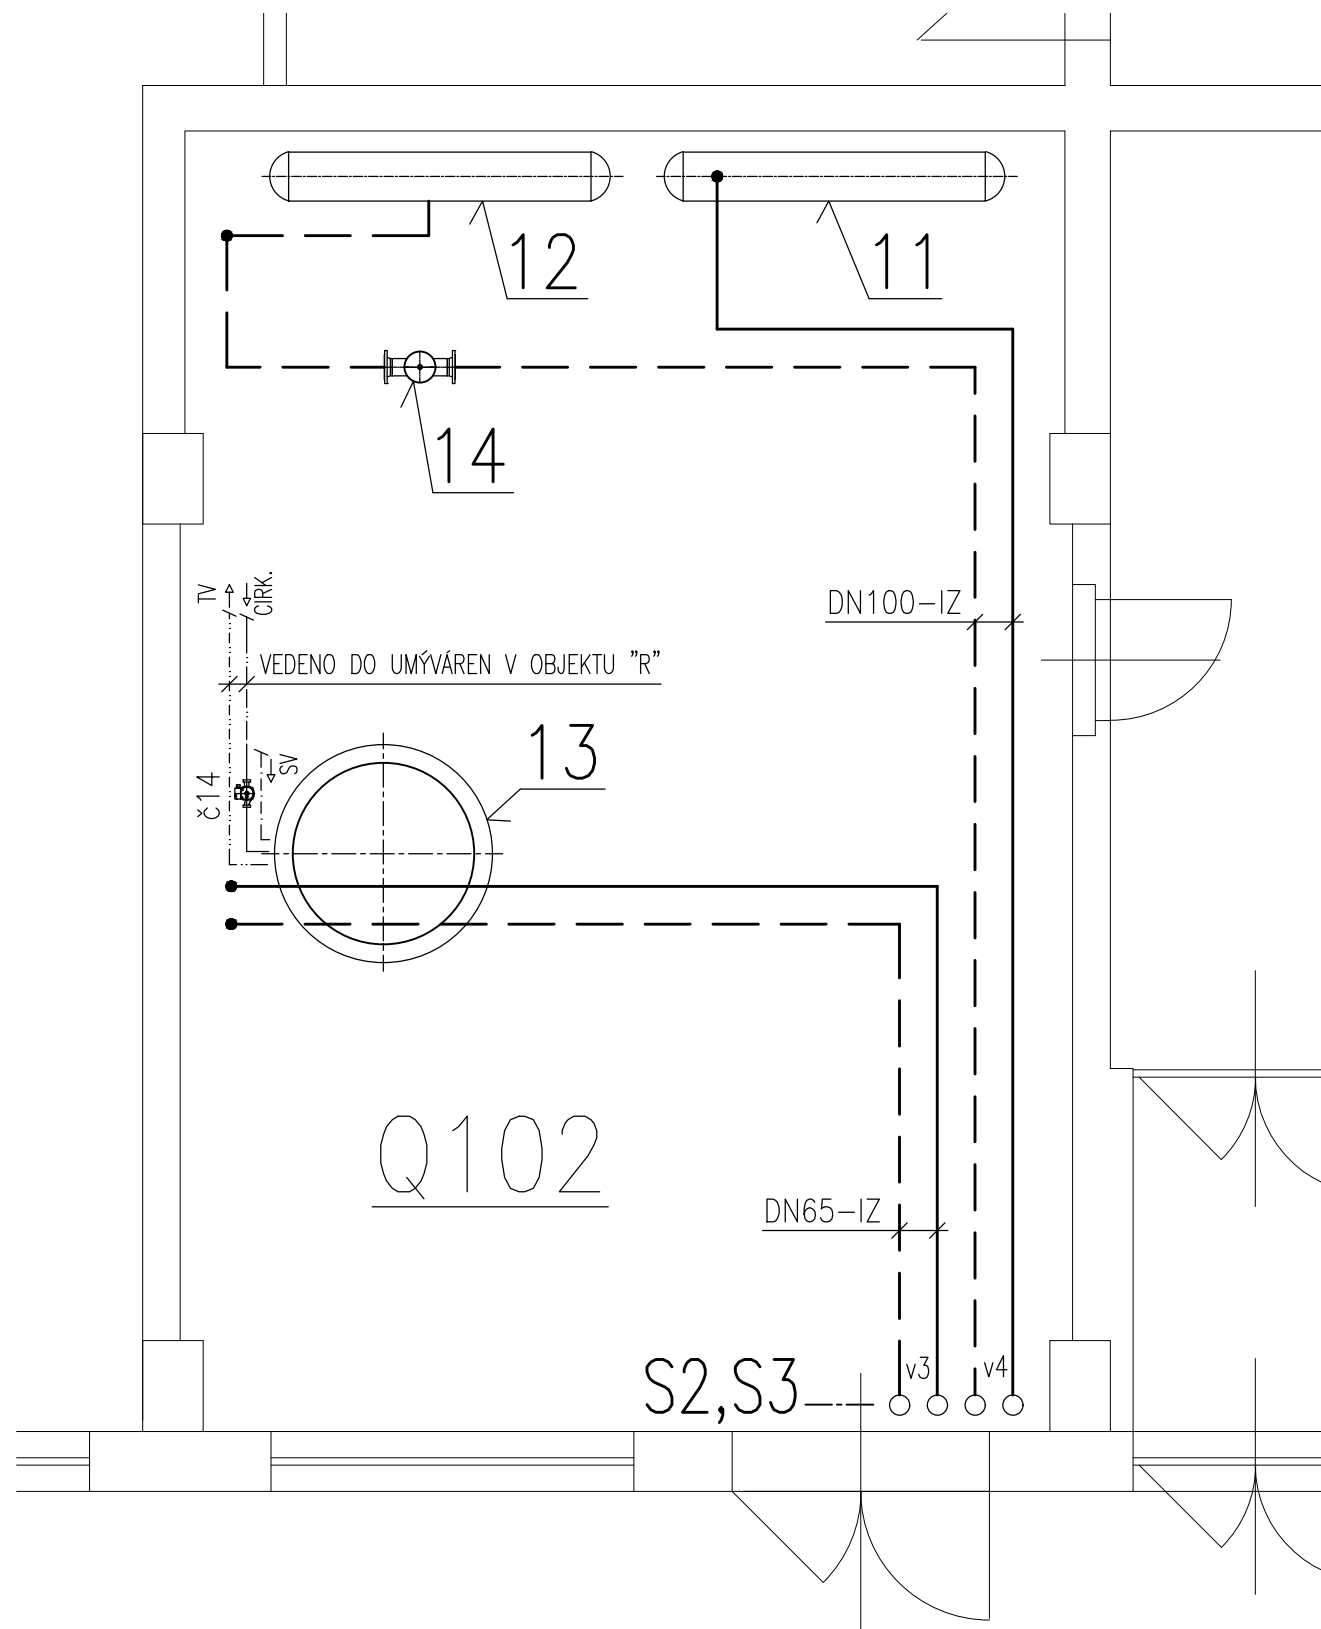 12
11
14
TV
CIRK.
DN100-IZ
VEDENO DO UMÝVÁREN V OBJEKTU "R"
13
SV
č14
Q102
DN65-IZ
S2,S3
v3
v4